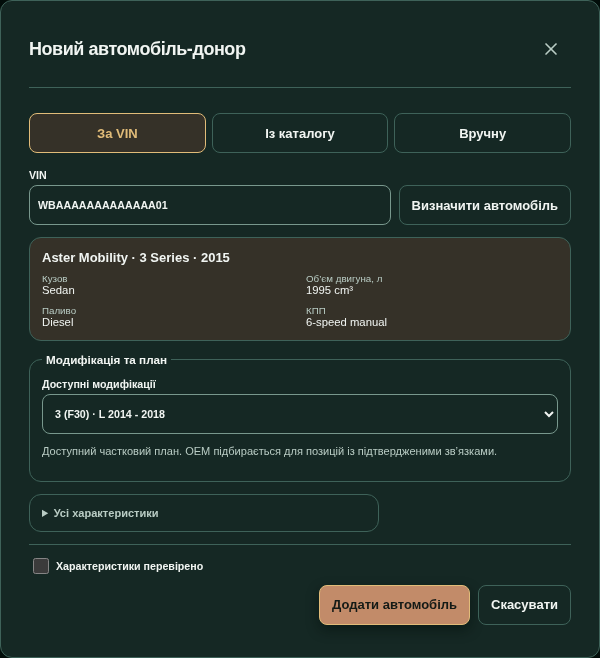 Новий автомобіль-донор
За VIN
Із каталогу
Вручну
VIN
WBAAAAAAAAAAAAA01
Визначити автомобіль
Aster Mobility · 3 Series · 2015
Кузов
Sedan
Об’єм двигуна, л
1995 cm³
Паливо
Diesel
КПП
6-speed manual
Модифікація та план
Доступні модифікації
3 (F30) · L 2014 - 2018
Доступний частковий план. OEM підбирається для позицій із підтвердженими зв’язками.
Усі характеристики
Характеристики перевірено
Додати автомобіль
Скасувати